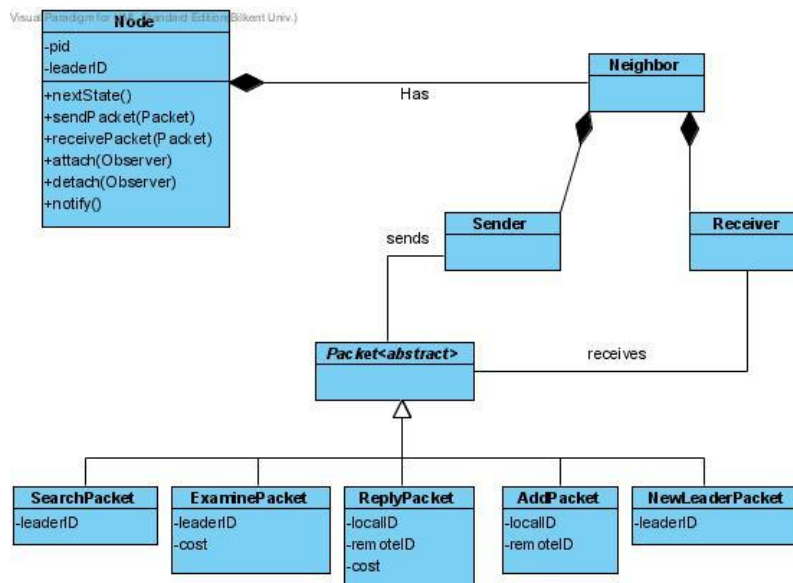 Visual Paradigm for UML Standard Edition(Bilkent Univ.)
Node
-pid
-leaderID
+nextState()
+sendPacket(Packet)
+receivePacket(Packet)
+attach(Observer)
+detach(Observer)
+notify()
Has
Neighbor
Sender
Receiver
sends
receives
Packet<abstract>
SearchPacket
-leaderID
ExaminePacket
-leaderID
-cost
ReplyPacket
-localID
-remoteID
-cost
AddPacket
-localID
-remoteID
NewLeaderPacket
-leaderID